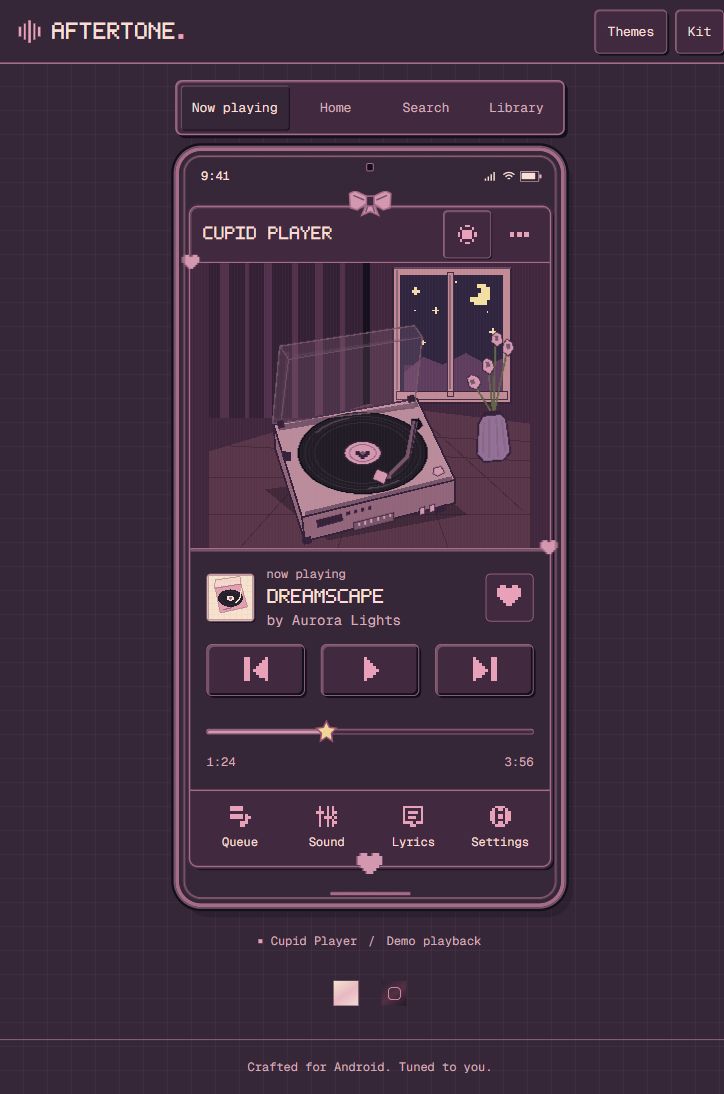 AFTERTONE.
Themes
Kit
Now playing
Home
Search
Library
9:41
CUPID PLAYER
now playing
DREAMSCAPE
by Aurora Lights
1:24
3:56
Queue
Sound
Lyrics
Settings
Cupid Player / Demo playback
Crafted for Android. Tuned to you.